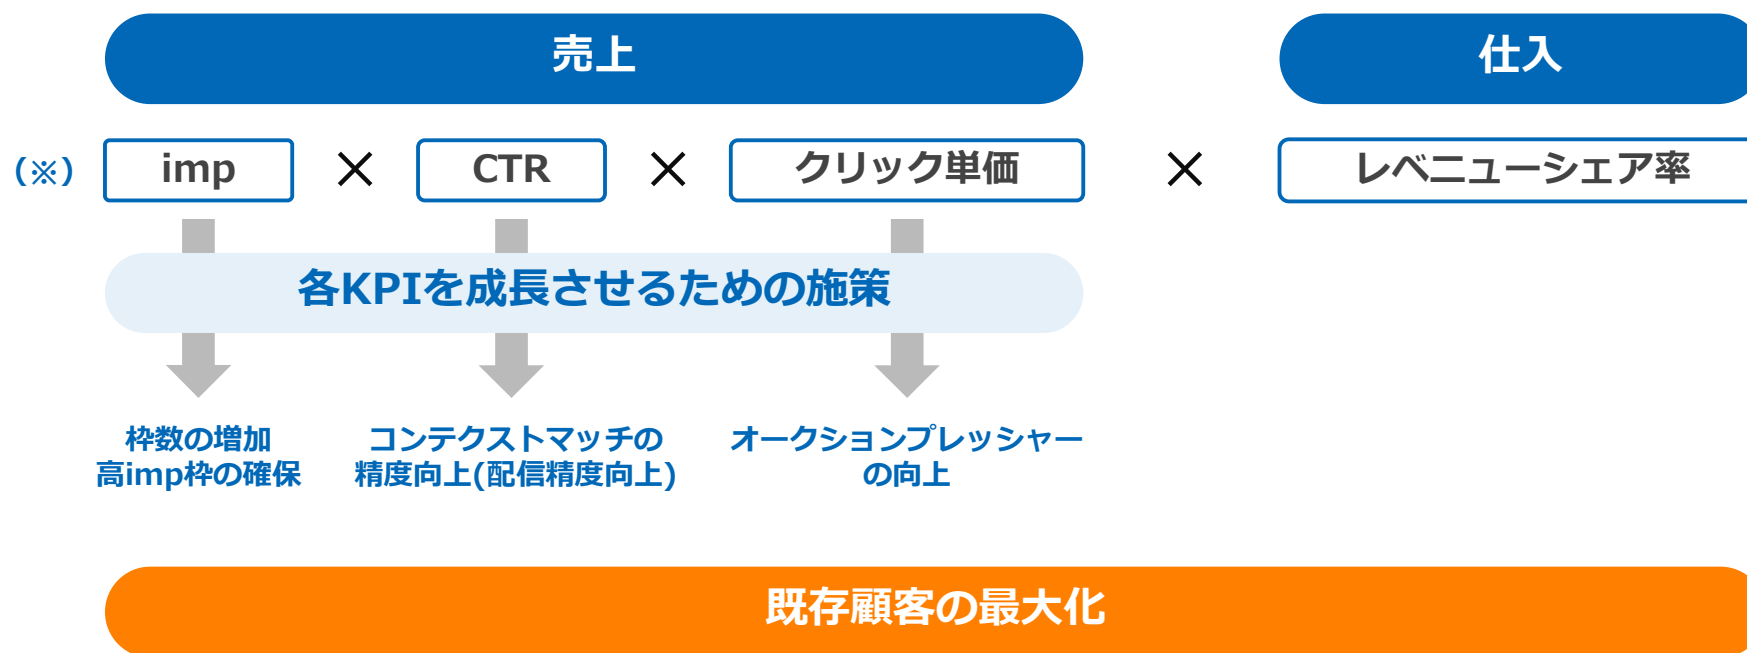 売上
仕入
(※)
imp
×
CTR
×
クリック単価
×
レベニューシェア率
各KPIを成長させるための施策
枠数の増加
高imp枠の確保
コンテクストマッチの
精度向上(配信精度向上)
オークションプレッシャー
の向上
既存顧客の最大化